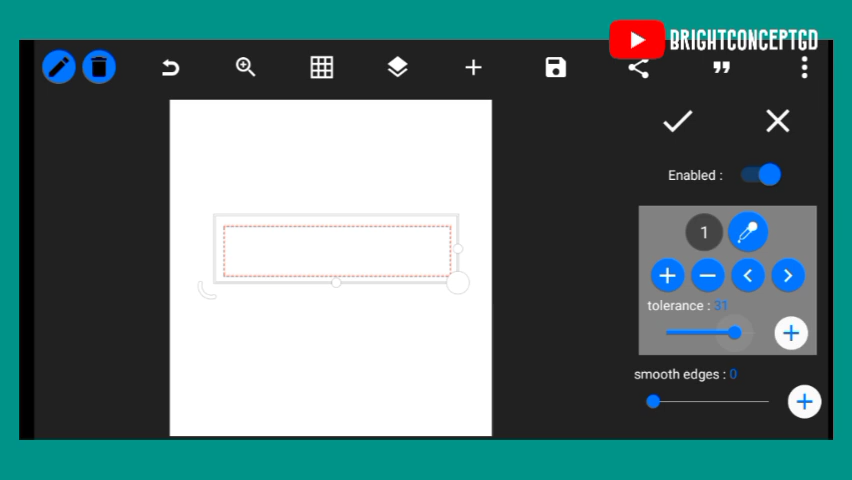 BRIGHTCONCEPTGD
Enabled :
1
tolerance : 31
smooth edges : 0